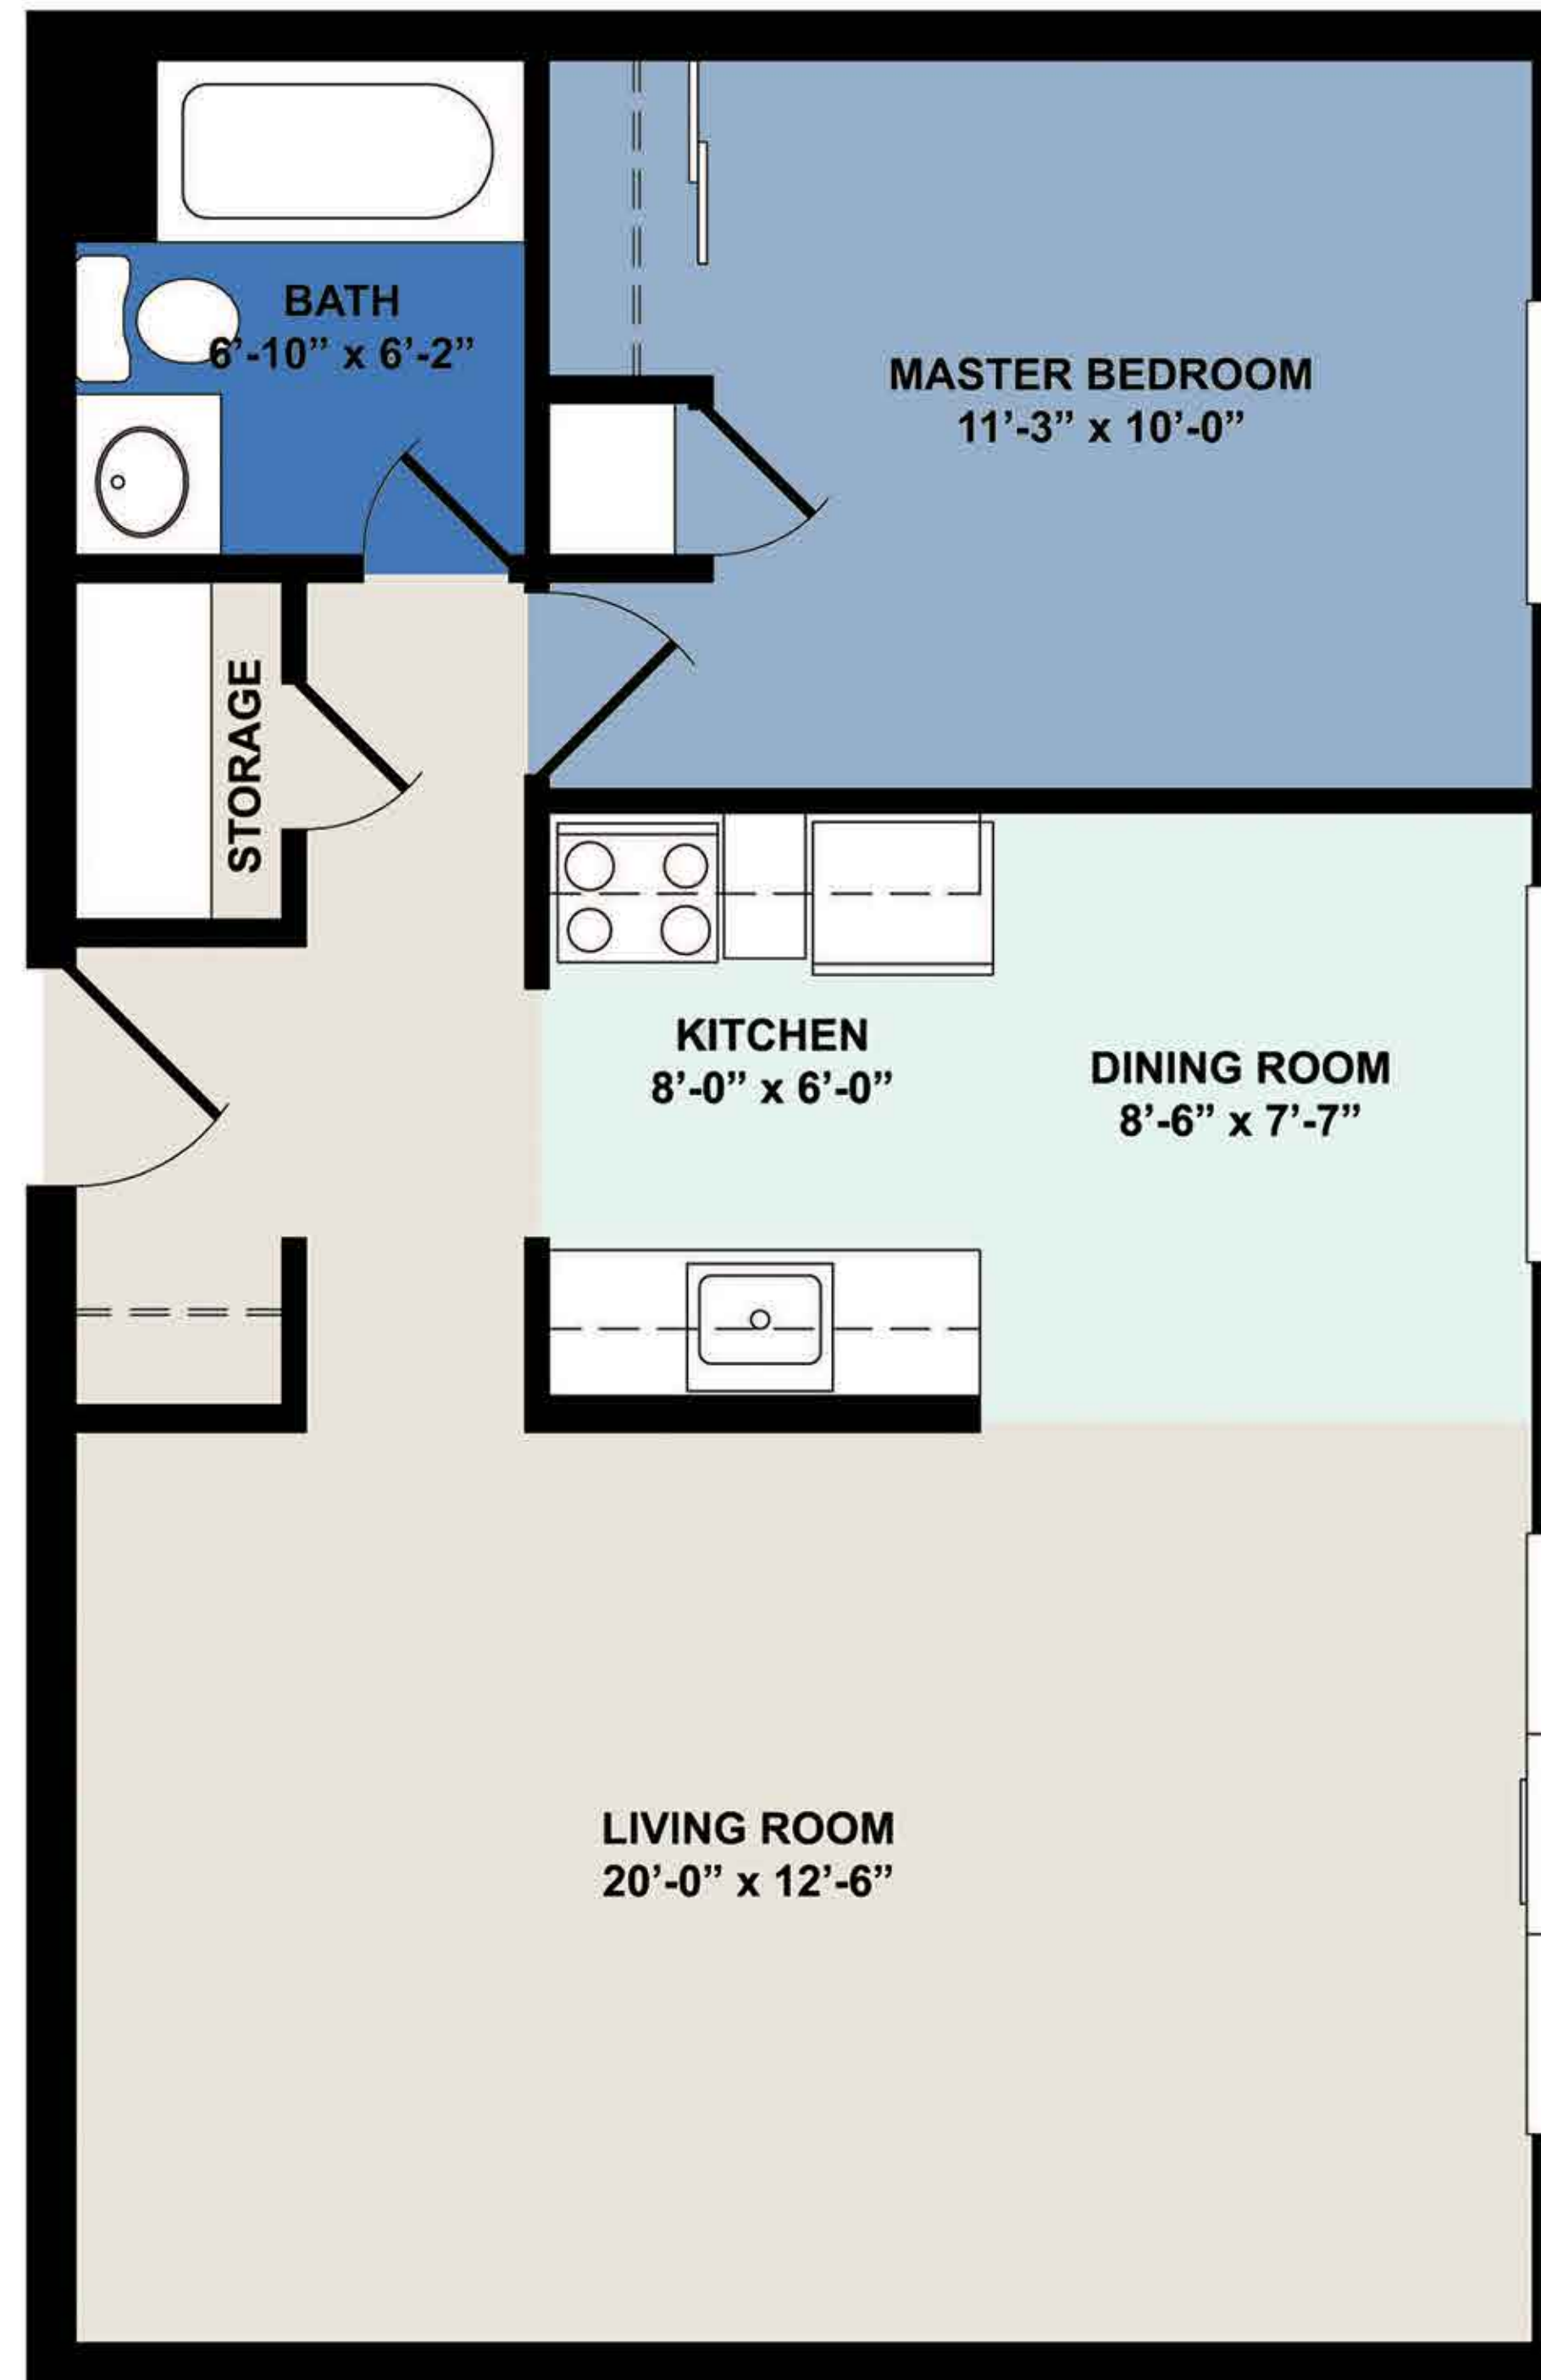 BATH
6’-10” x 6’-2”
MASTER BEDROOM
11’-3” x 10’-0”
STORAGE
KITCHEN
8’-0” x 6’-0”
DINING ROOM
8’-6” x 7’-7”
LIVING ROOM
20’-0” x 12’-6”